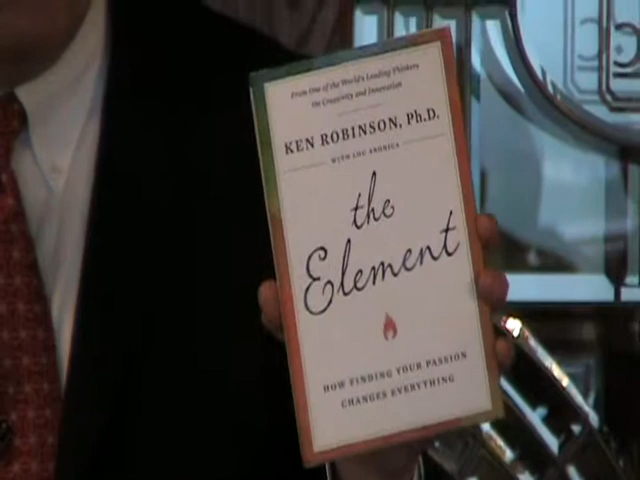 From One of the World's Leading Thinkers
on Creativity and Innovation
KEN ROBINSON, Ph.D.
WITH LOU ARONICA
the
Element
HOW FINDING YOUR PASSION
CHANGES EVERYTHING